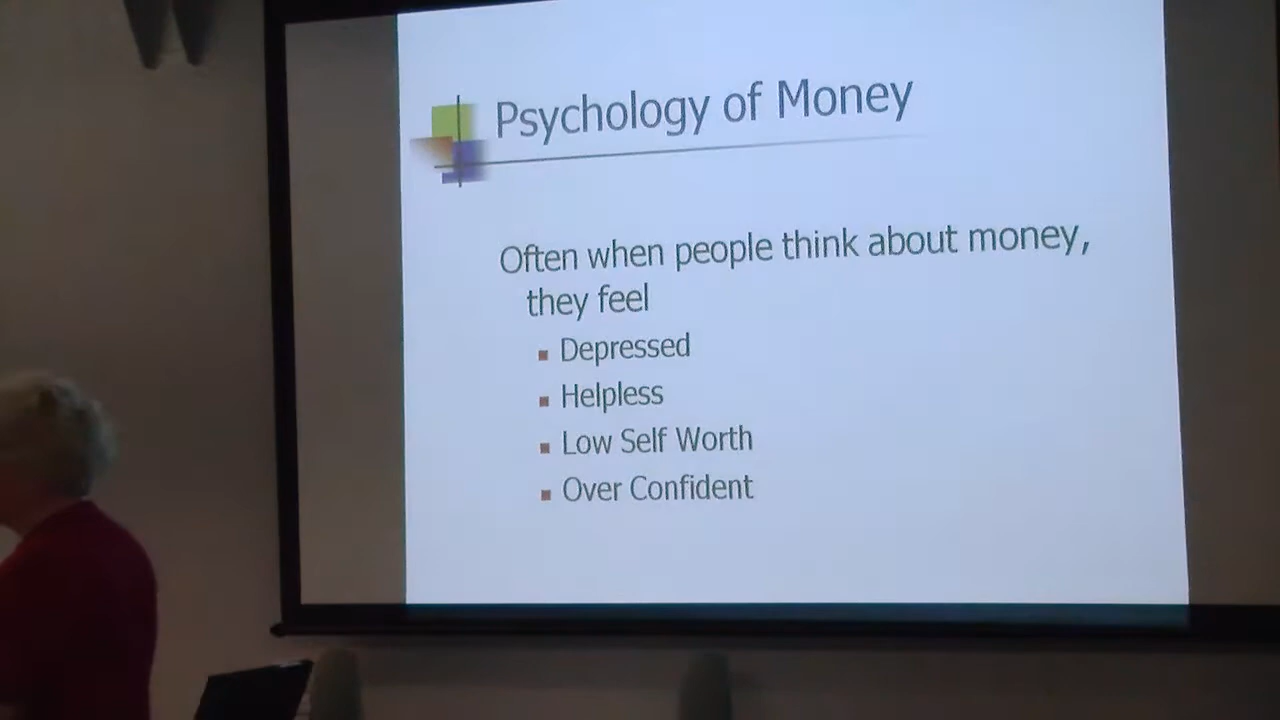 Psychology of Money
Often when people think about money,
they feel
Depressed
Helpless
Low Self Worth
Over Confident